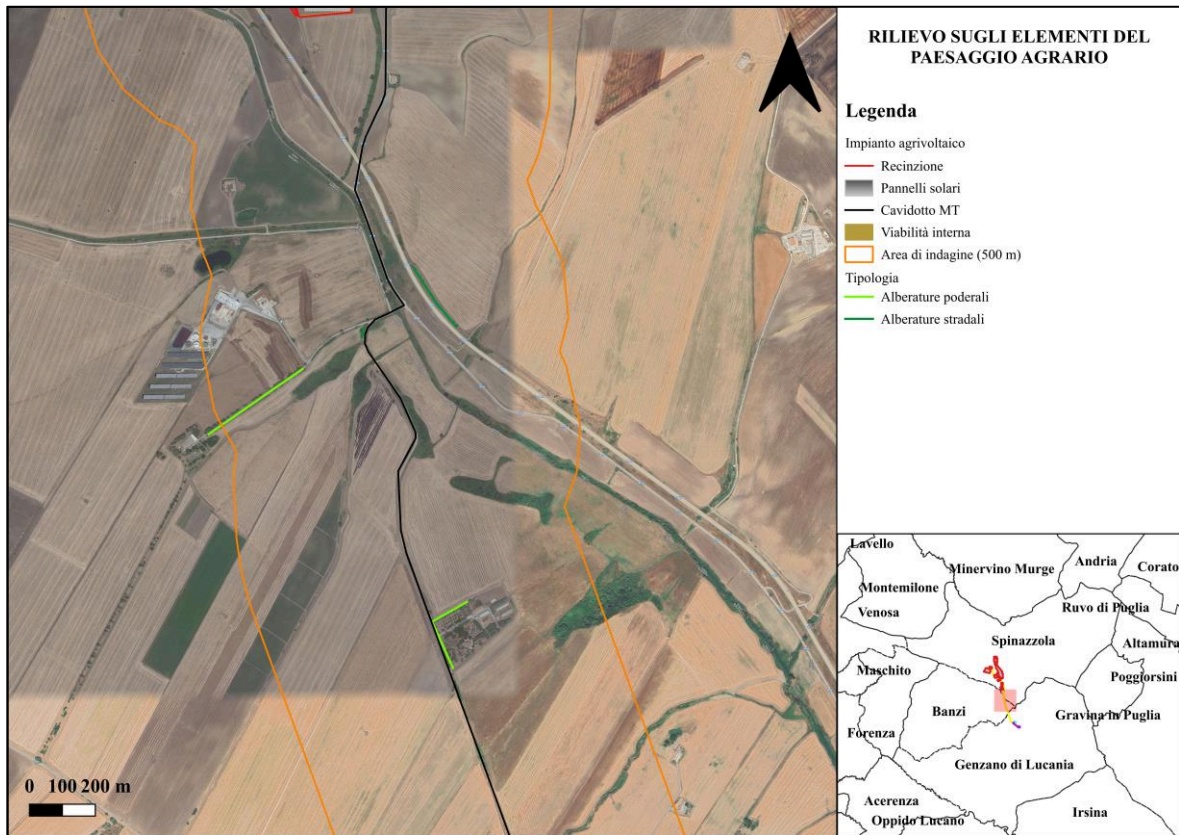 RILIEVO SUGLI ELEMENTI DEL
PAESAGGIO AGRARIO
Legenda
Impianto agrivoltaico
Recinzione
Pannelli solari
Cavidotto MT
Viabilità interna
Area di indagine (500 m)
Tipologia
Alberature poderali
Alberature stradali
0 100 200 m
Lavello
Minervino Murge
Andria
Corato
Montemilone
Venosa
Ruvo di Puglia
Spinazzola
Altamura
Maschito
Poggiorsini
Banzi
Gravina in Puglia
Forenza
Genzano di Lucania
Acerenza
Oppido Lucano
Irsina